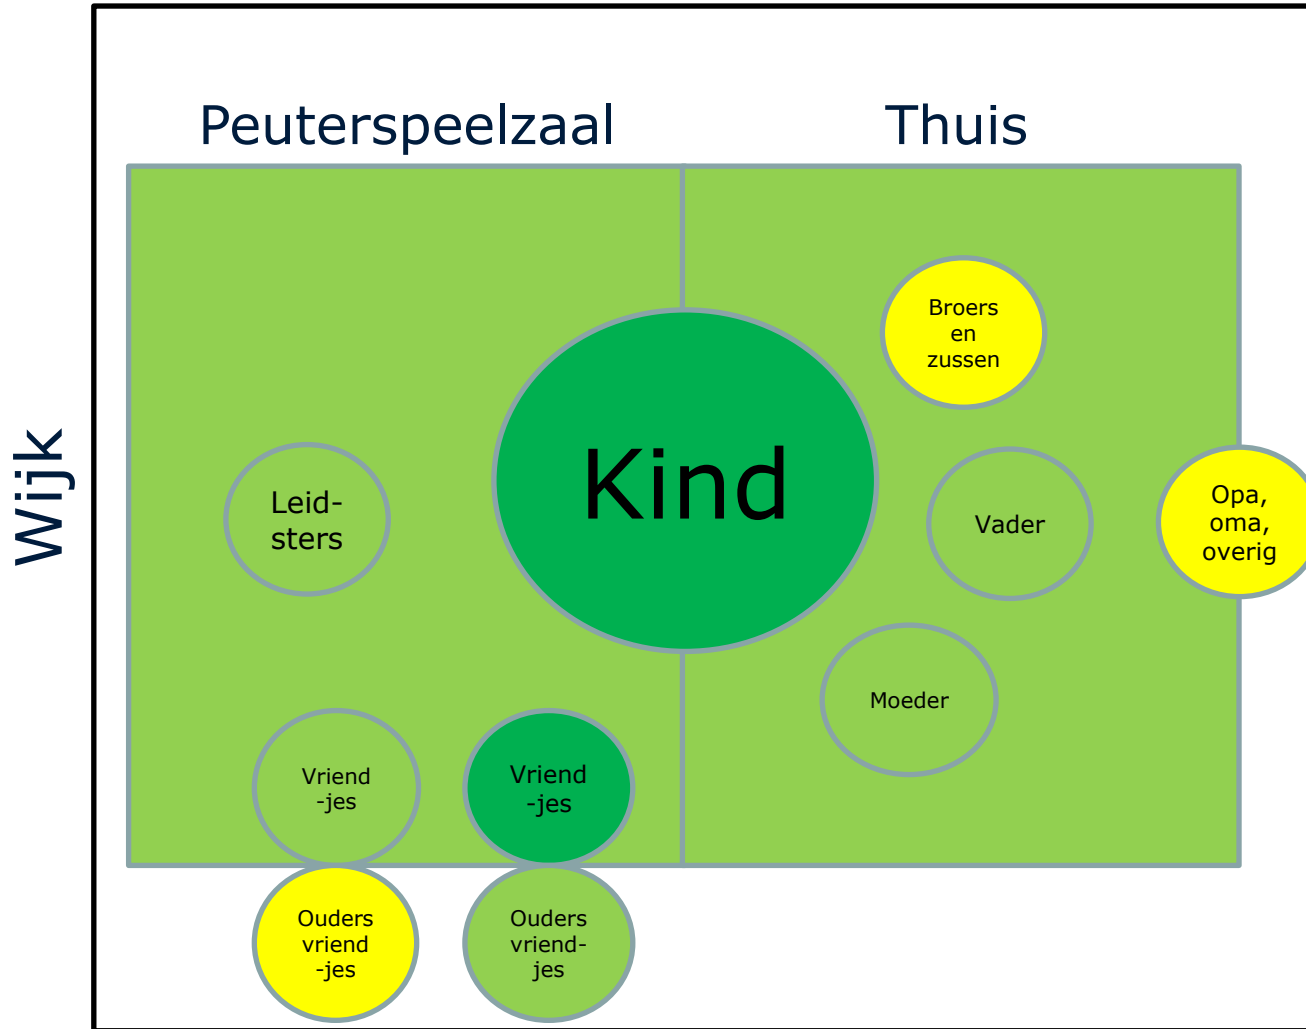 Peuterspeelzaal
Thuis
Wijk
Broers
en
zussen
Kind
Leid-
sters
Vader
Opa,
oma,
overig
Moeder
Vriend
-jes
Vriend
-jes
Ouders
vriend
-jes
Ouders
vriend-
jes